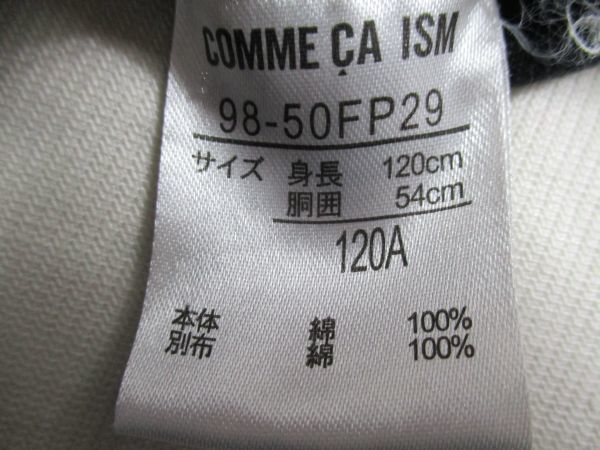 COMME ÇA ISM
98-50FP29
サイズ 身長 120cm
胴囲 54cm
120A
本体 綿 100%
別布 綿 100%